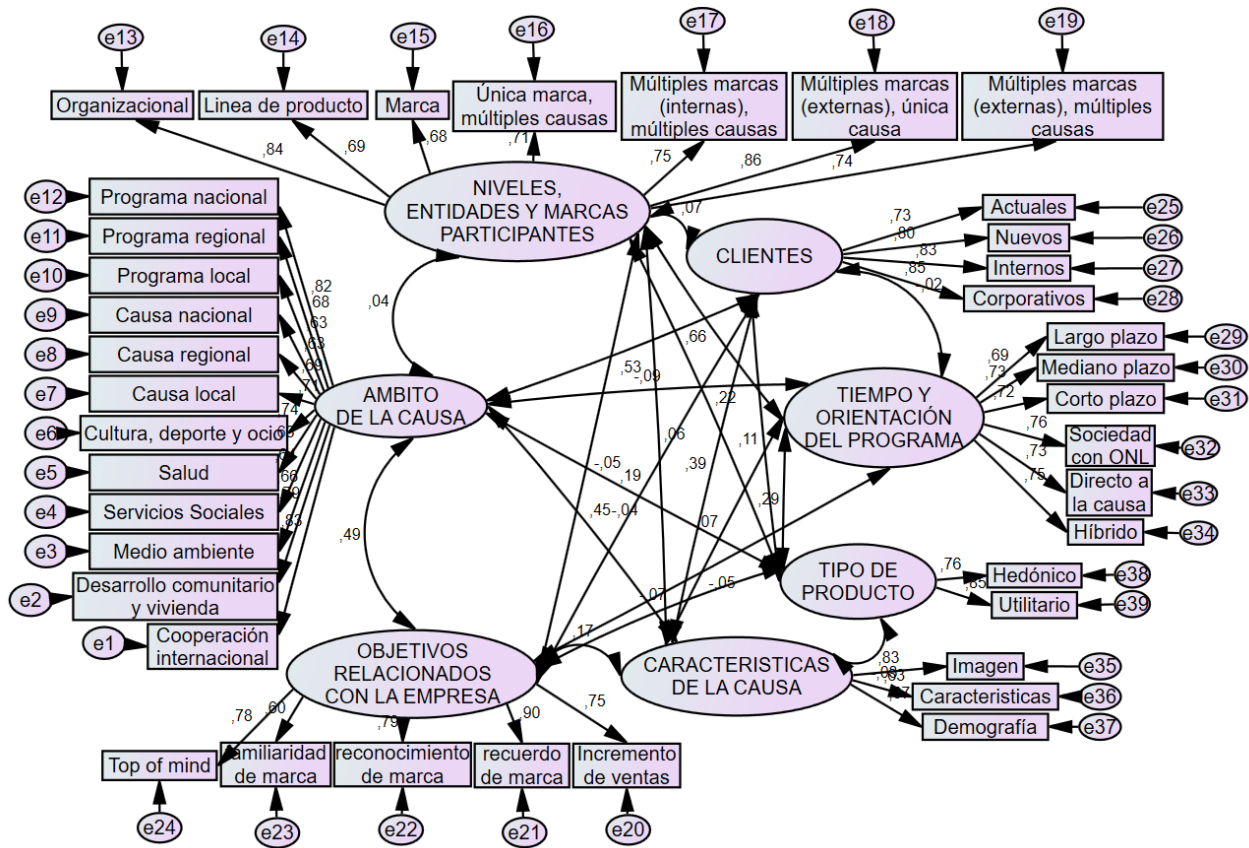 e13
e14
e15
e16
e17
e18
e19
Organizacional
Linea de producto
Marca
Única marca,
múltiples causas
Múltiples marcas
(internas),
múltiples causas
Múltiples marcas
(externas), única
causa
Múltiples marcas
(externas), múltiples
causas
,84
,69
,68
,71
,75
,86
,74
NIVELES,
ENTIDADES Y MARCAS
PARTICIPANTES
,07
CLIENTES
,73
,80
,83
,85
-,02
Actuales
e25
Nuevos
e26
Internos
e27
Corporativos
e28
e12
Programa nacional
e11
Programa regional
e10
Programa local
e9
Causa nacional
e8
Causa regional
e7
Causa local
e6
Cultura, deporte y ocio
e5
Salud
e4
Servicios Sociales
e3
Medio ambiente
e2
Desarrollo comunitario
y vivienda
e1
Cooperación
internacional
,82
,68
,63
,63
,69
,71
,74
,66
,83
,04
AMBITO
DE LA CAUSA
,49
,66
,53
-,09
,22
,06
,11
-,05
,19
,39
,29
,45
-,04
,07
-,07
-,05
,17
TIEMPO Y
ORIENTACIÓN
DEL PROGRAMA
,69
,73
,72
,76
,73
,75
Largo plazo
e29
Mediano plazo
e30
Corto plazo
e31
Sociedad
con ONL
e32
Directo a
la causa
e33
Híbrido
e34
TIPO DE
PRODUCTO
,76
,85
Hedónico
e38
Utilitario
e39
OBJETIVOS
RELACIONADOS
CON LA EMPRESA
CARACTERISTICAS
DE LA CAUSA
,83
Imagen
e35
Caracteristicas
e36
Demografía
e37
,78
,60
,79
,90
,75
Top of mind
familiaridad
de marca
reconocimiento
de marca
recuerdo
de marca
Incremento
de ventas
e24
e23
e22
e21
e20